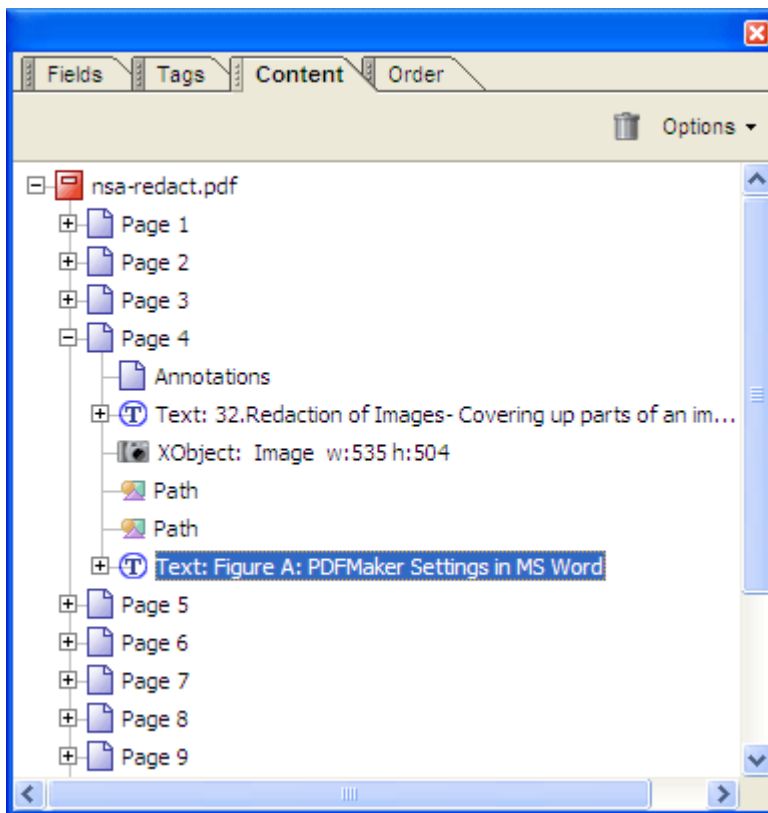 Fields Tags Content Order
Options
nsa-redact.pdf
Page 1
Page 2
Page 3
Page 4
Annotations
Text: 32.Redaction of Images- Covering up parts of an im...
XObject: Image w:535 h:504
Path
Path
Text: Figure A: PDFMaker Settings in MS Word
Page 5
Page 6
Page 7
Page 8
Page 9